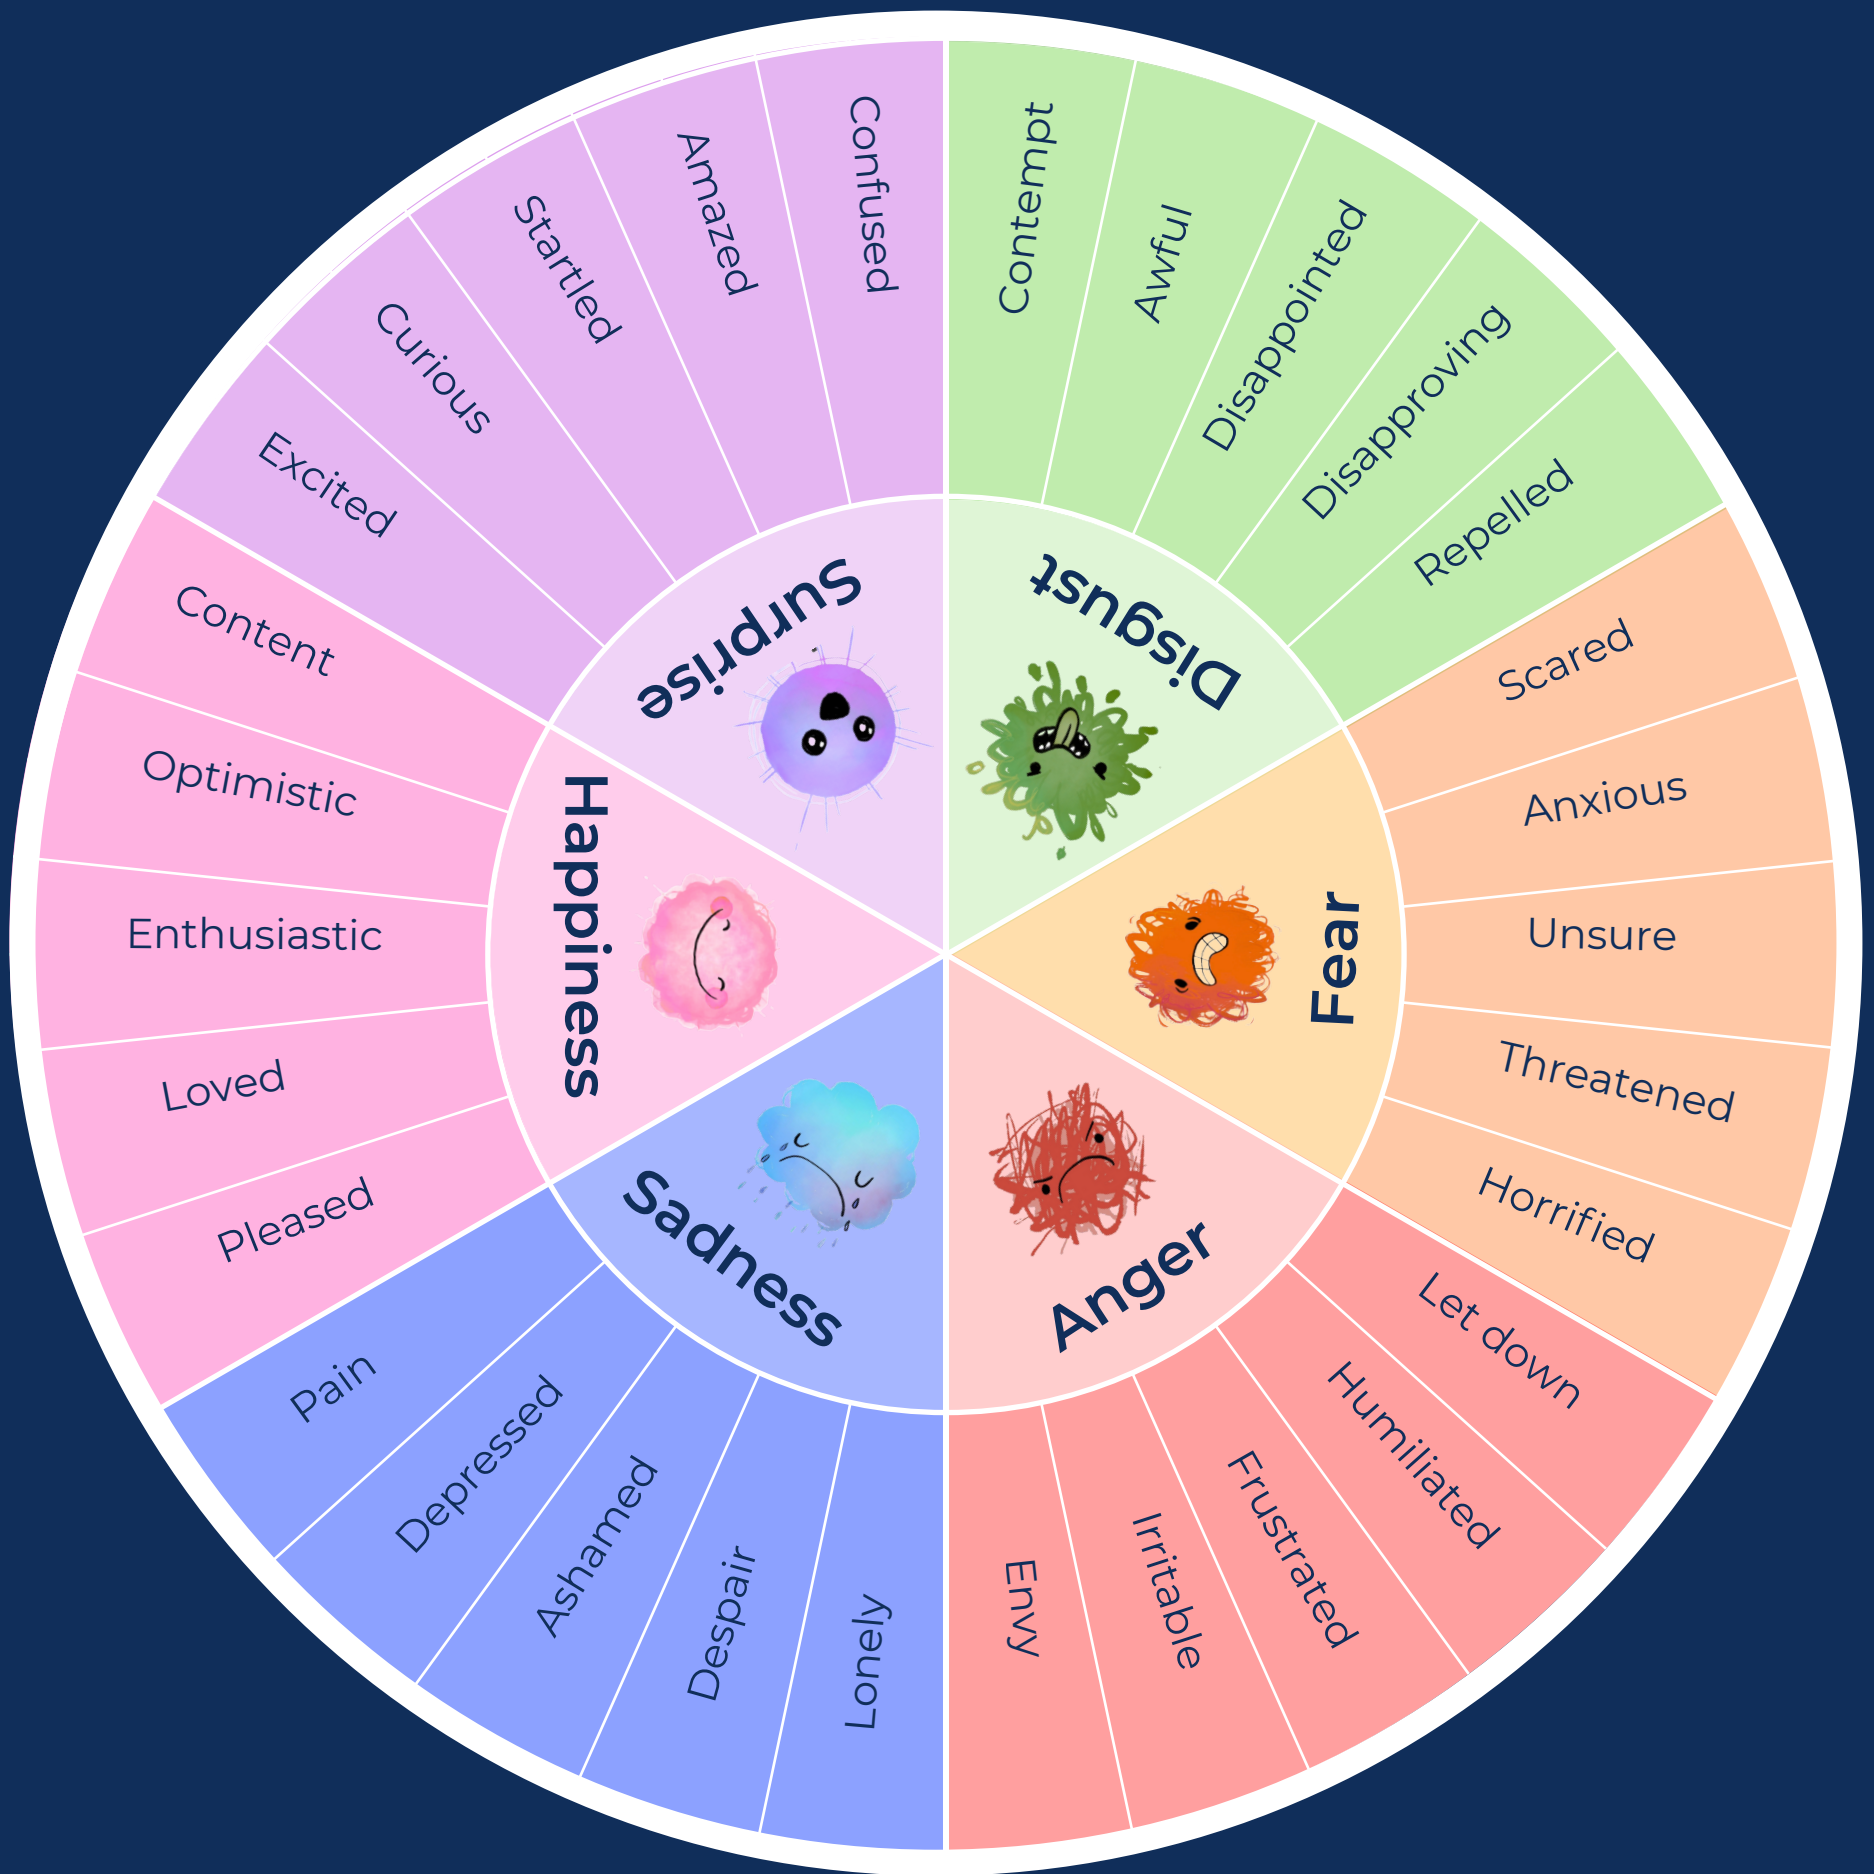 Surprise
Excited
Curious
Startled
Amazed
Confused
Disgust
Contempt
Awful
Disappointed
Disapproving
Repelled
Fear
Scared
Anxious
Unsure
Threatened
Horrified
Anger
Let down
Humiliated
Frustrated
Irritable
Envy
Sadness
Lonely
Despair
Ashamed
Depressed
Pain
Happiness
Pleased
Loved
Enthusiastic
Optimistic
Content